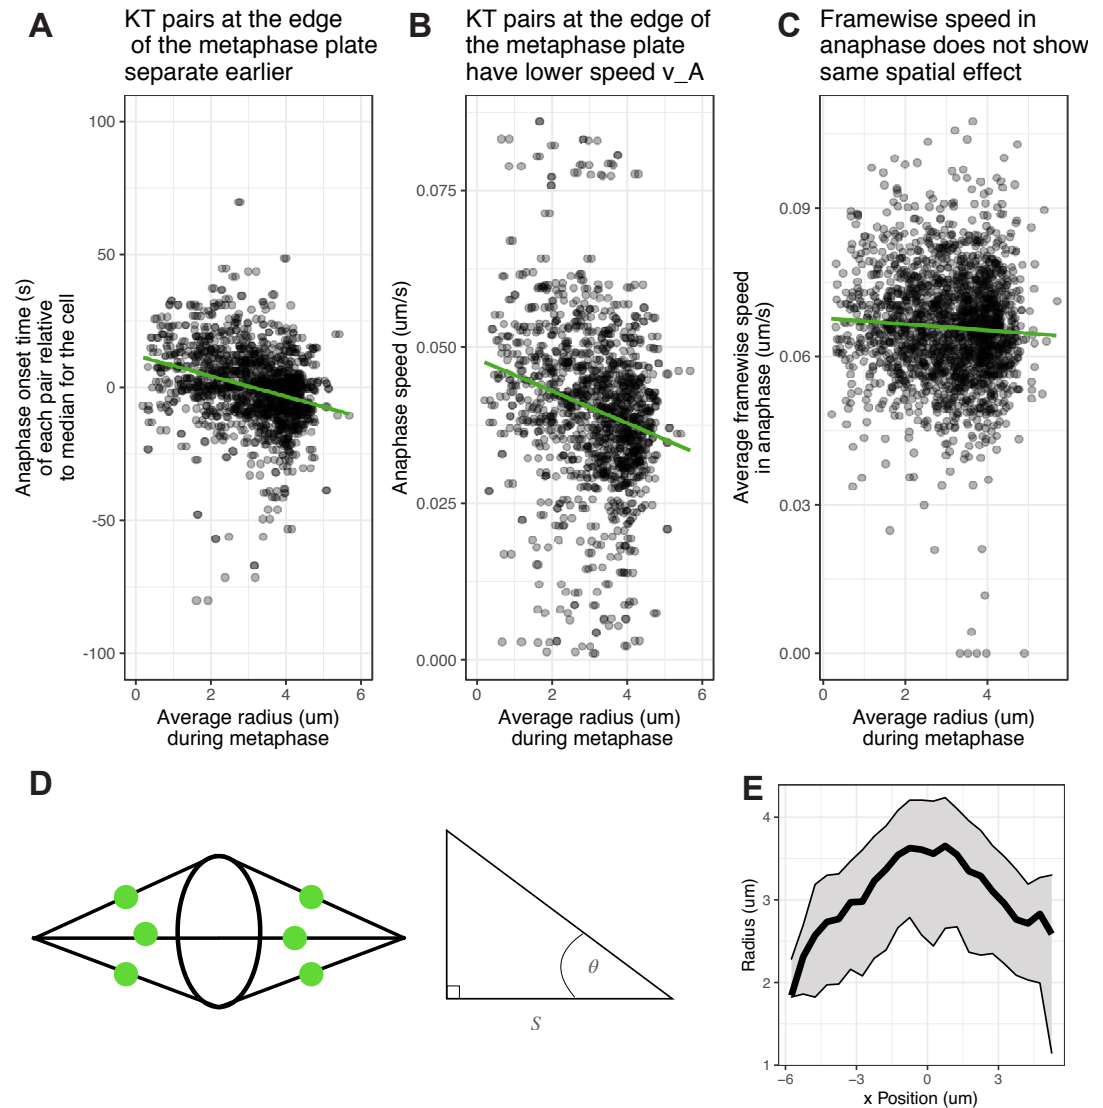 A
KT pairs at the edge
of the metaphase plate
separate earlier
100
50
0
-50
-100
Anaphase onset time (s)
of each pair relative
to median for the cell
0
2
4
6
Average radius (um)
during metaphase
B
KT pairs at the edge of
the metaphase plate
have lower speed v_A
0.075
0.050
0.025
0.000
Anaphase speed (um/s)
0
2
4
6
Average radius (um)
during metaphase
C
Framewise speed in
anaphase does not show
same spatial effect
0.09
0.06
0.03
0.00
Average framewise speed
in anaphase (um/s)
0
2
4
Average radius (um)
during metaphase
D
θ
S
E
4
3
2
1
Radius (um)
−6
−3
0
3
x Position (um)